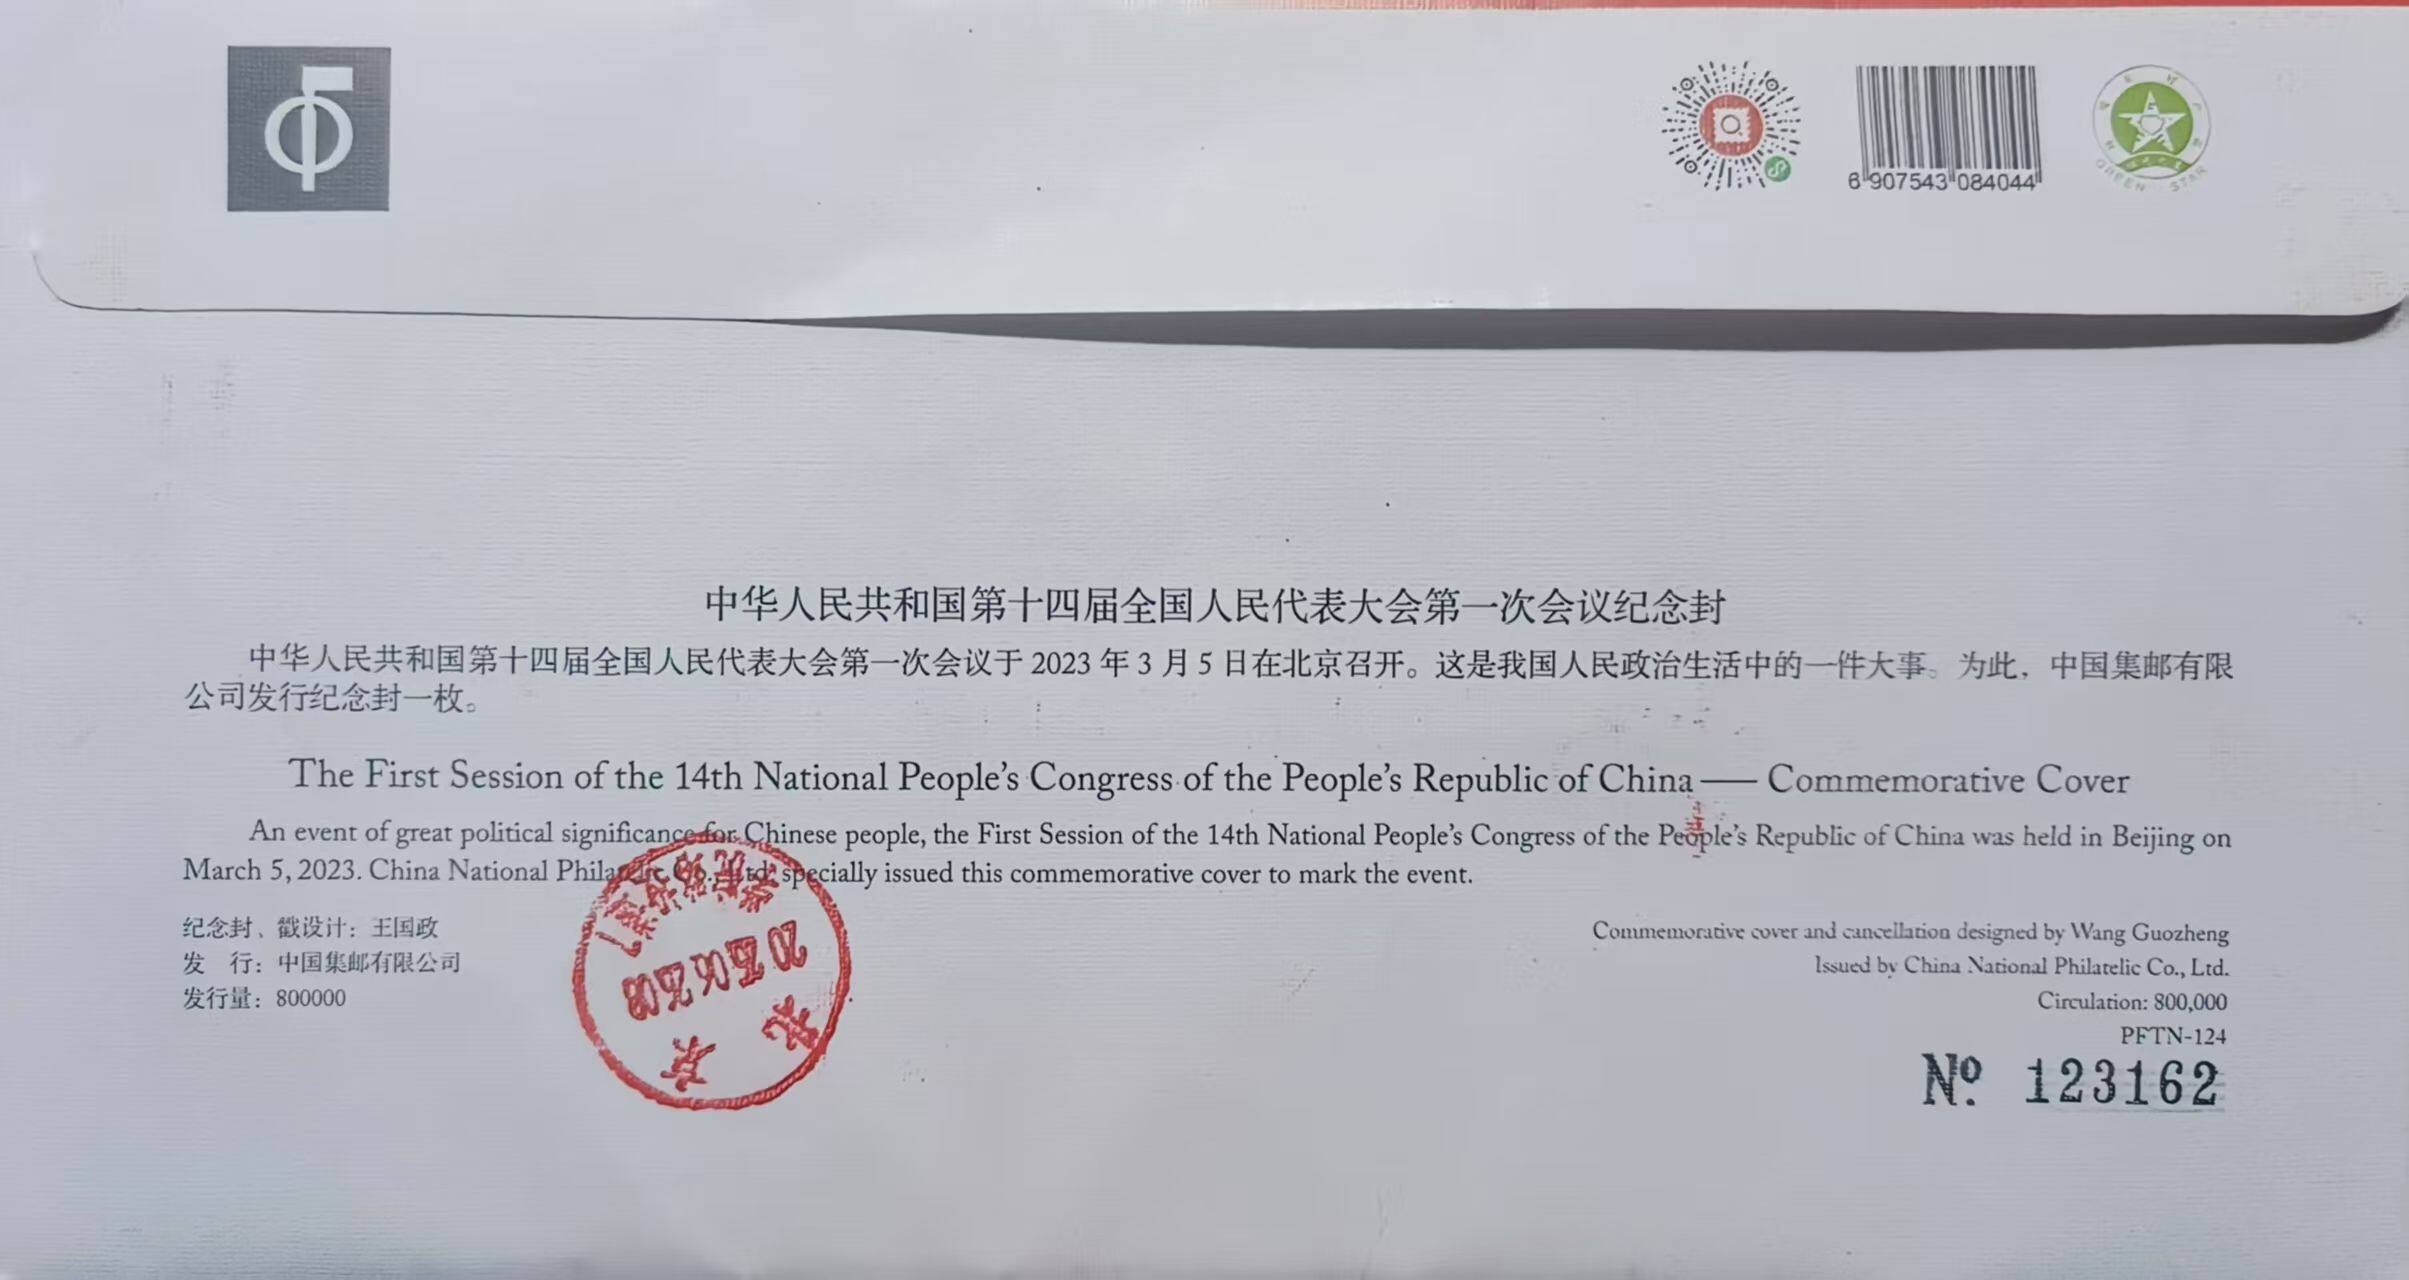 6 907543 084044
GREEN STAR
中华人民共和国第十四届全国人民代表大会第一次会议纪念封
中华人民共和国第十四届全国人民代表大会第一次会议于 2023 年 3 月 5 日在北京召开。这是我国人民政治生活中的一件大事。为此，中国集邮有限
公司发行纪念封一枚。
The First Session of the 14th National People's Congress of the People's Republic of China —— Commemorative Cover
An event of great political significance for Chinese people, the First Session of the 14th National People's Congress of the People's Republic of China was held in Beijing on
March 5, 2023. China National Philatelic Co., Ltd. specially issued this commemorative cover to mark the event.
纪念封、戳设计：王国政
发 行：中国集邮有限公司
发行量：800000
Commemorative cover and cancellation designed by Wang Guozheng
Issued by China National Philatelic Co., Ltd.
Circulation: 800,000
PFTN-124
№ 123162
北京